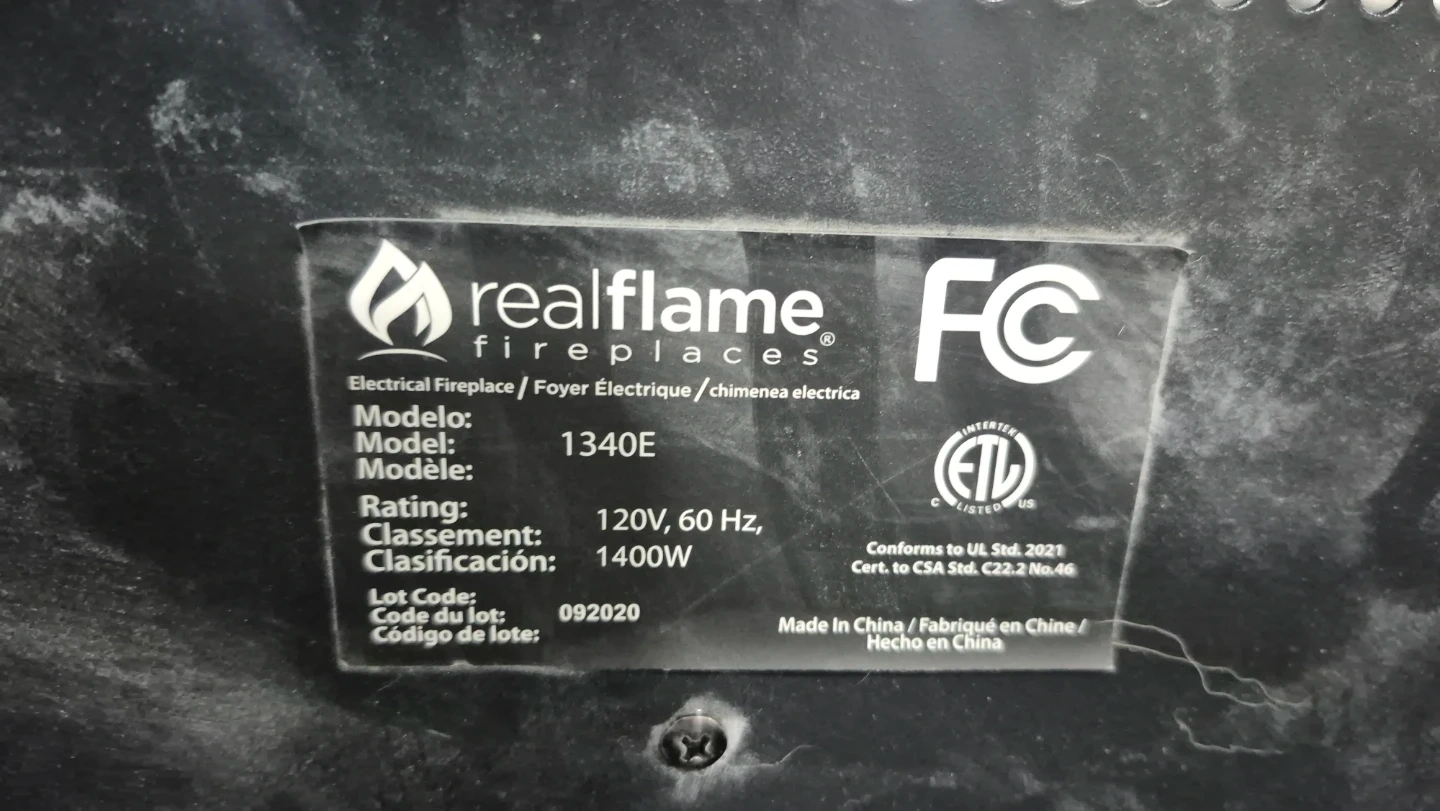 realflame®
fireplaces
Electrical Fireplace / Foyer Électrique / chimenea electrica
Modelo:
Model: 1340E
Modèle:
Rating:
Classement: 120V, 60 Hz,
Clasificación: 1400W
Lot Code:
Code du lot: 092020
Código de lote:
FC
INTERTEK
ETL
C LISTED US
Conforms to UL Std. 2021
Cert. to CSA Std. C22.2 No.46
Made In China / Fabriqué en Chine /
Hecho en China